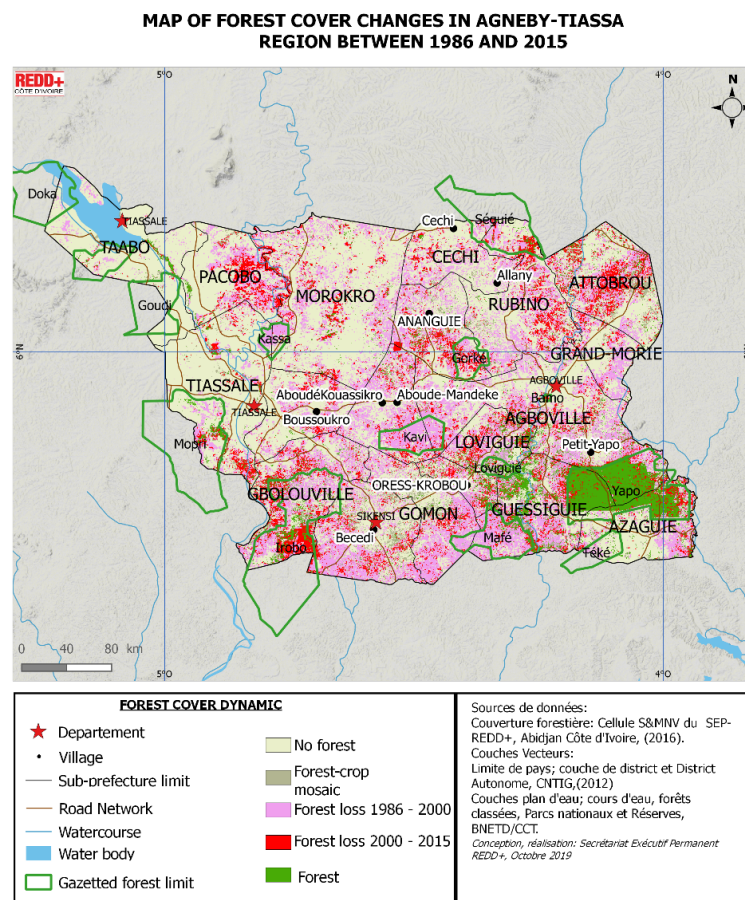 MAP OF FOREST COVER CHANGES IN AGNEBY-TIASSA
REGION BETWEEN 1986 AND 2015
REDD+
CÔTE D'IVOIRE
5°O
4°O
N
Doka
TIASSALE
TAABO
Cechi
Séguié
CECHI
PACOBO
Allany
ATTOBROU
MOROKRO
RUBINO
Goudi
ANANGUIE
Kassa
6°N
6°N
Gorké
GRAND-MORIE
TIASSALE
AGBOVILLE
AboudéKouassikro
Aboude-Mandeke
Bamo
TIASSALE
Boussoukro
AGBOVILLE
Mopri
Kavi
LOVIGUIE
Petit-Yapo
Loviguié
GBOLOUVILLE
ORESS-KROBOU
Yapo
SIKENSI
GOMON
GUESSIGUIE
AZAGUIE
Becedi
Irobo
Mafé
Téké
0 40 80 km
5°O
4°O
FOREST COVER DYNAMIC
Departement
Village
Sub-prefecture limit
Road Network
Watercourse
Water body
Gazetted forest limit
No forest
Forest-crop
mosaic
Forest loss 1986 - 2000
Forest loss 2000 - 2015
Forest
Sources de données:
Couverture forestière: Cellule S&MNV du SEP-
REDD+, Abidjan Côte d'Ivoire, (2016).
Couches Vecteurs:
Limite de pays; couche de district et District
Autonome, CNTIG,(2012)
Couches plan d'eau; cours d'eau, forêts
classées, Parcs nationaux et Réserves,
BNETD/CCT.
Conception, réalisation: Secrétariat Exécutif Permanent
REDD+, Octobre 2019